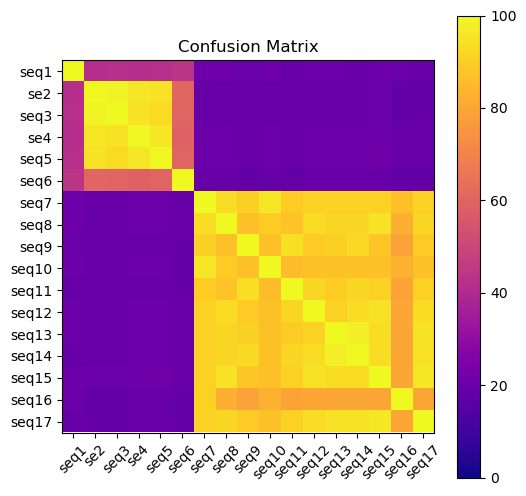 Confusion Matrix
seq1
se2
seq3
se4
seq5
seq6
seq7
seq8
seq9
seq10
seq11
seq12
seq13
seq14
seq15
seq16
seq17
seq1 se2 seq3 se4 seq5 seq6 seq7 seq8 seq9 seq10 seq11 seq12 seq13 seq14 seq15 seq16 seq17
100
80
60
40
20
0